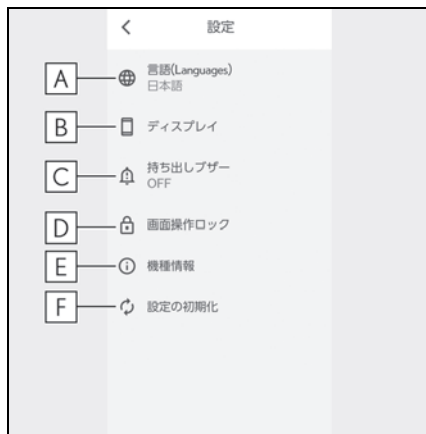 設定
A
言語(Languages)
日本語
B
ディスプレイ
C
持ち出しブザー
OFF
D
画面操作ロック
E
機種情報
F
設定の初期化